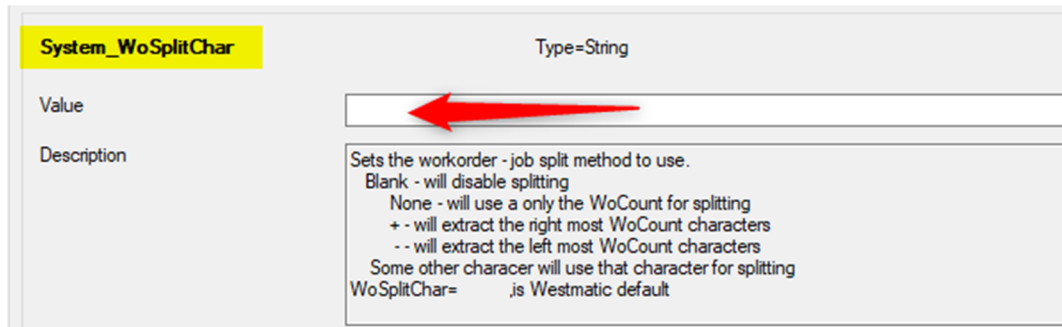 System_WoSplitChar Type=String
Value
Description
Sets the workorder - job split method to use.
Blank - will disable splitting
None - will use a only the WoCount for splitting
+ - will extract the right most WoCount characters
- - will extract the left most WoCount characters
Some other characer will use that character for splitting
WoSplitChar= ,is Westmatic default